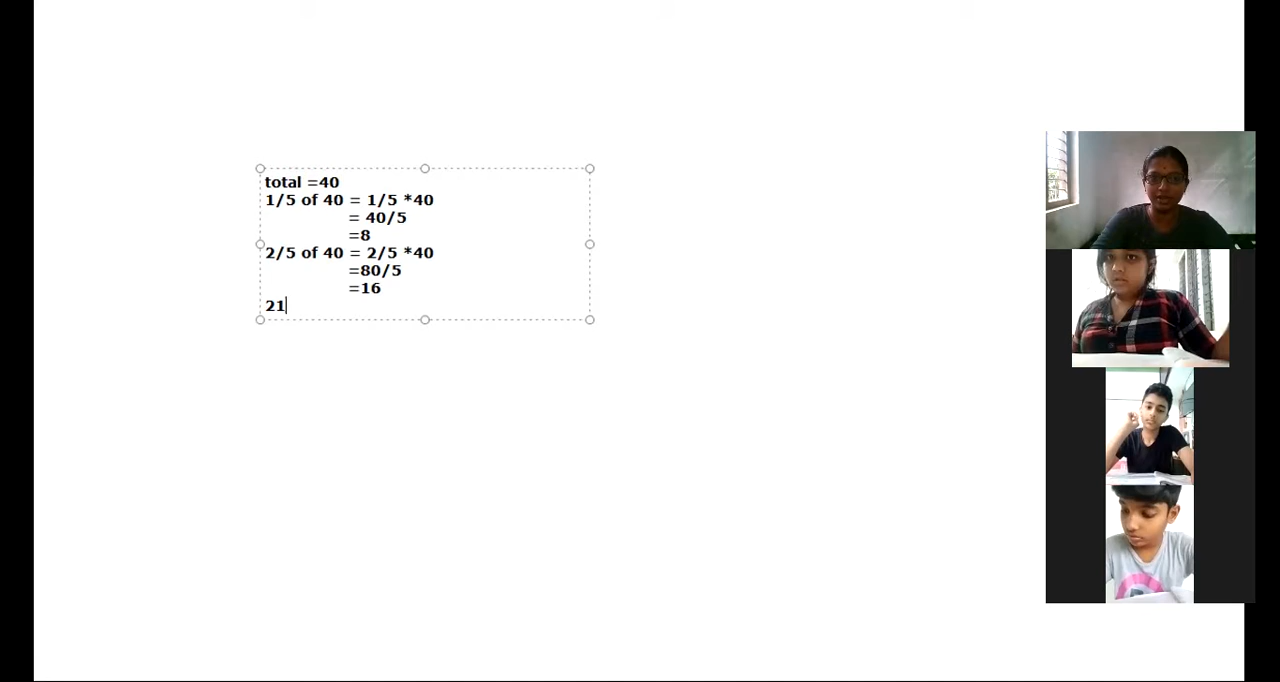 total =40
1/5 of 40 = 1/5 *40
= 40/5
=8
2/5 of 40 = 2/5 *40
=80/5
=16
21